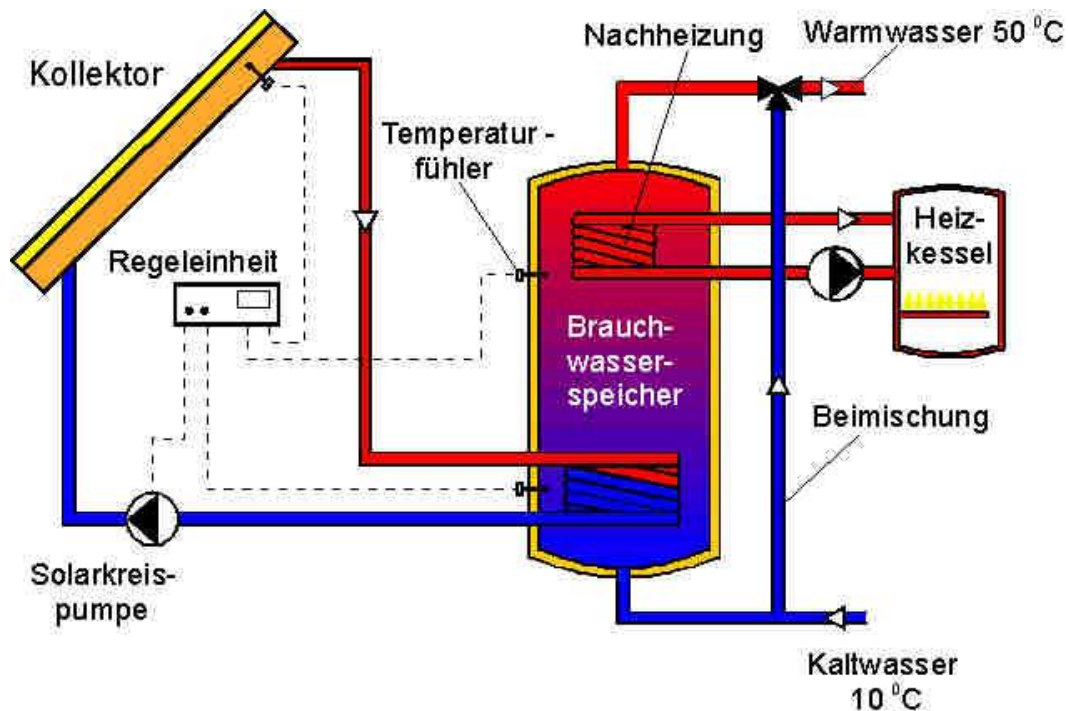 Nachheizung
Warmwasser 50 °C
Kollektor
Temperatur-
fühler
Heiz-
kessel
Regeleinheit
Brauch-
wasser-
speicher
Beimischung
Solarkreis-
pumpe
Kaltwasser
10 °C